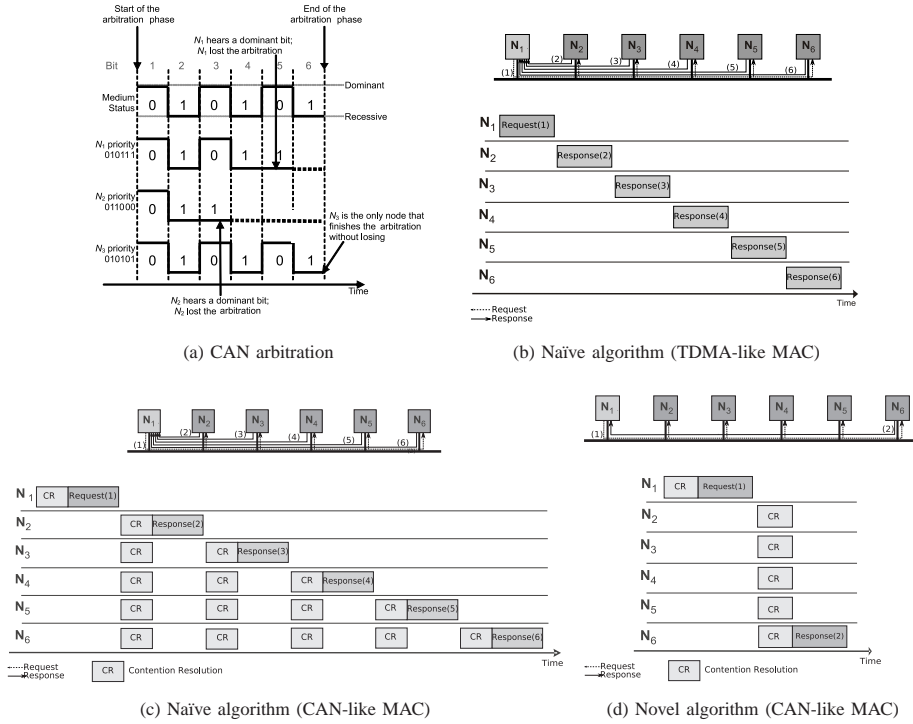 Start of the
arbitration phase
End of the
arbitration phase
N1 hears a dominant bit;
N1 lost the arbitration
Bit 1 2 3 4 5 6
Dominant
Medium
Status
0 1 0 1 0 1
Recessive
N1 priority
010111
0 1 0 1 1
N2 priority
011000
0 1 1
N3 is the only node that
finishes the arbitration
without losing
N3 priority
010101
0 1 0 1 0 1
Time
N2 hears a dominant bit;
N2 lost the arbitration
(a) CAN arbitration
N1 N2 N3 N4 N5 N6
(1) (2) (3) (4) (5) (6)
N1 Request(1)
N2 Response(2)
N3 Response(3)
N4 Response(4)
N5 Response(5)
N6 Response(6)
Time
Request
Response
(b) Naïve algorithm (TDMA-like MAC)
N1 N2 N3 N4 N5 N6
(1) (2) (3) (4) (5) (6)
N1 CR Request(1)
N2 CR Response(2)
N3 CR CR Response(3)
N4 CR CR CR Response(4)
N5 CR CR CR CR Response(5)
N6 CR CR CR CR CR Response(6)
Time
Request
Response
CR Contention Resolution
(c) Naïve algorithm (CAN-like MAC)
N1 N2 N3 N4 N5 N6
(1) (2)
N1 CR Request(1)
N2 CR
N3 CR
N4 CR
N5 CR
N6 CR Response(2)
Time
Request
Response
CR Contention Resolution
(d) Novel algorithm (CAN-like MAC)